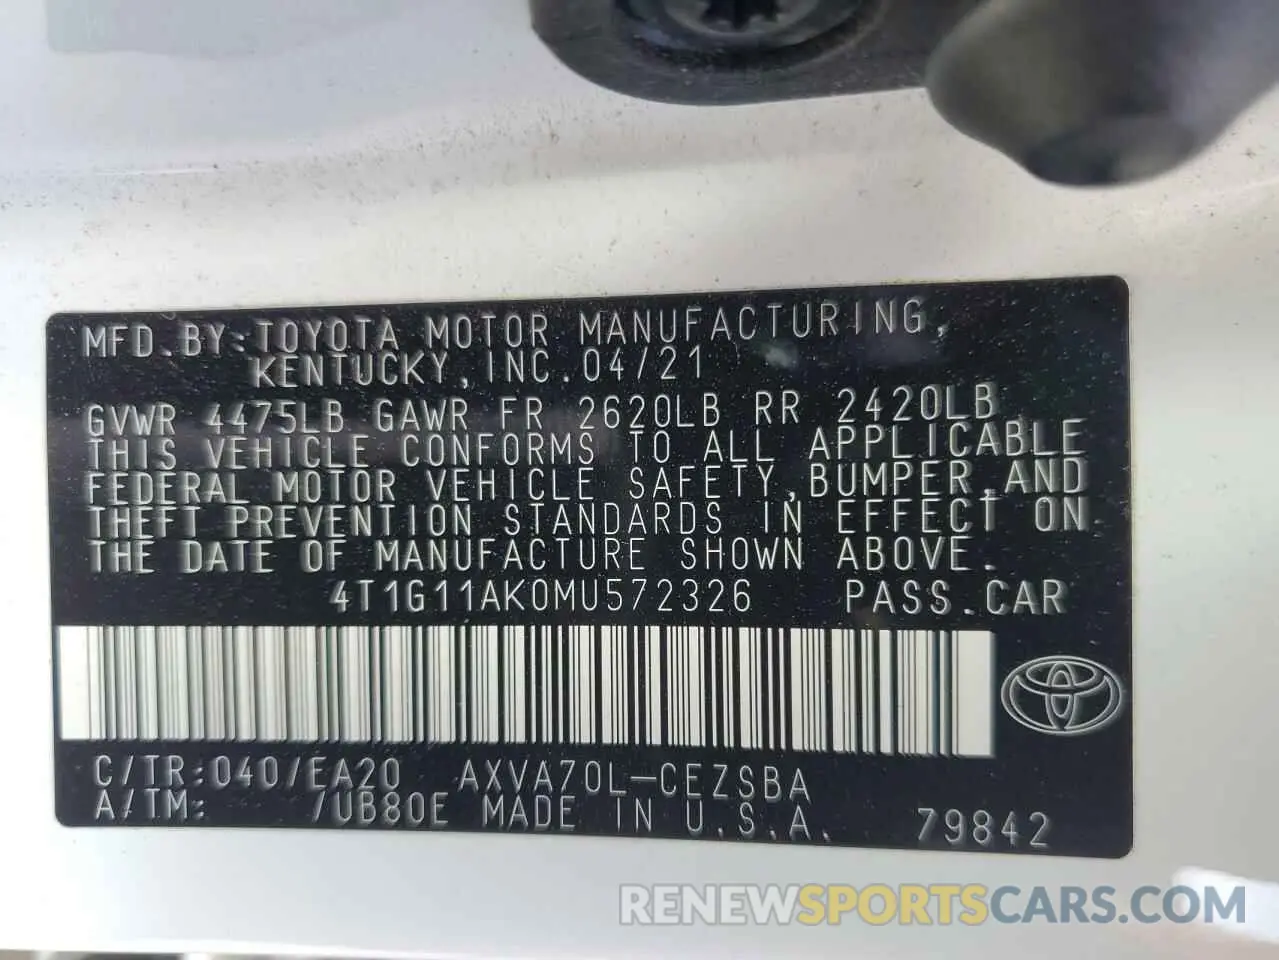 MFD.BY:TOYOTA MOTOR MANUFACTURING,
KENTUCKY,INC.04/21
GVWR 4475LB GAWR FR 2620LB RR 2420LB
THIS VEHICLE CONFORMS TO ALL APPLICABLE
FEDERAL MOTOR VEHICLE SAFETY,BUMPER,AND
THEFT PREVENTION STANDARDS IN EFFECT ON
THE DATE OF MANUFACTURE SHOWN ABOVE.
4T1G11AK0MU572326 PASS.CAR
C/TR:040/EA20 AXVA70L-CEZSBA
A/TM: /UB80E MADE IN U.S.A. 79842
RENEWSPORTSCARS.COM